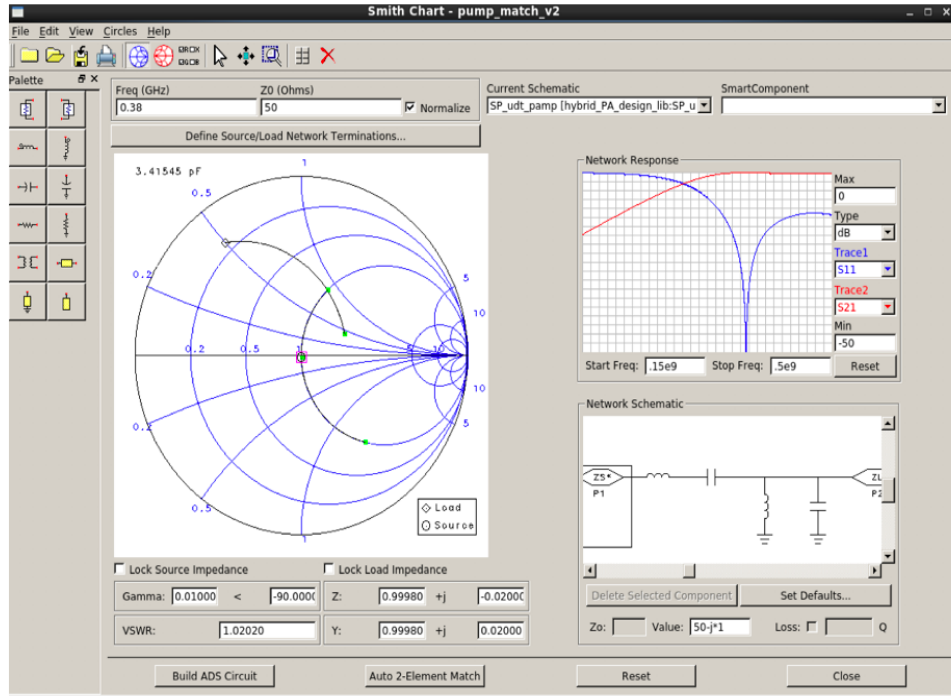 Smith Chart - pump_match_v2
File Edit View Circles Help
Palette
Freq (GHz)
0.38
Z0 (Ohms)
50
Normalize
Current Schematic
SP_udt_pamp [hybrid_PA_design_lib:SP_u
SmartComponent
Define Source/Load Network Terminations...
3.41545 pF
1
0.5
0.2
0.2 0.5 1 5 10
5
10
10
5
0.2
0.5
1
Load
Source
Network Response
Max
0
Type
dB
Trace1
S11
Trace2
S21
Min
-50
Start Freq: .15e9 Stop Freq: .5e9 Reset
Network Schematic
ZS*
P1
ZL
P2
Delete Selected Component Set Defaults...
Zo: Value: 50-j*1 Loss: Q
Lock Source Impedance Lock Load Impedance
Gamma: 0.01000 < -90.000( Z: 0.99980 +j -0.0200(
VSWR: 1.02020 Y: 0.99980 +j 0.02000
Build ADS Circuit Auto 2-Element Match Reset Close